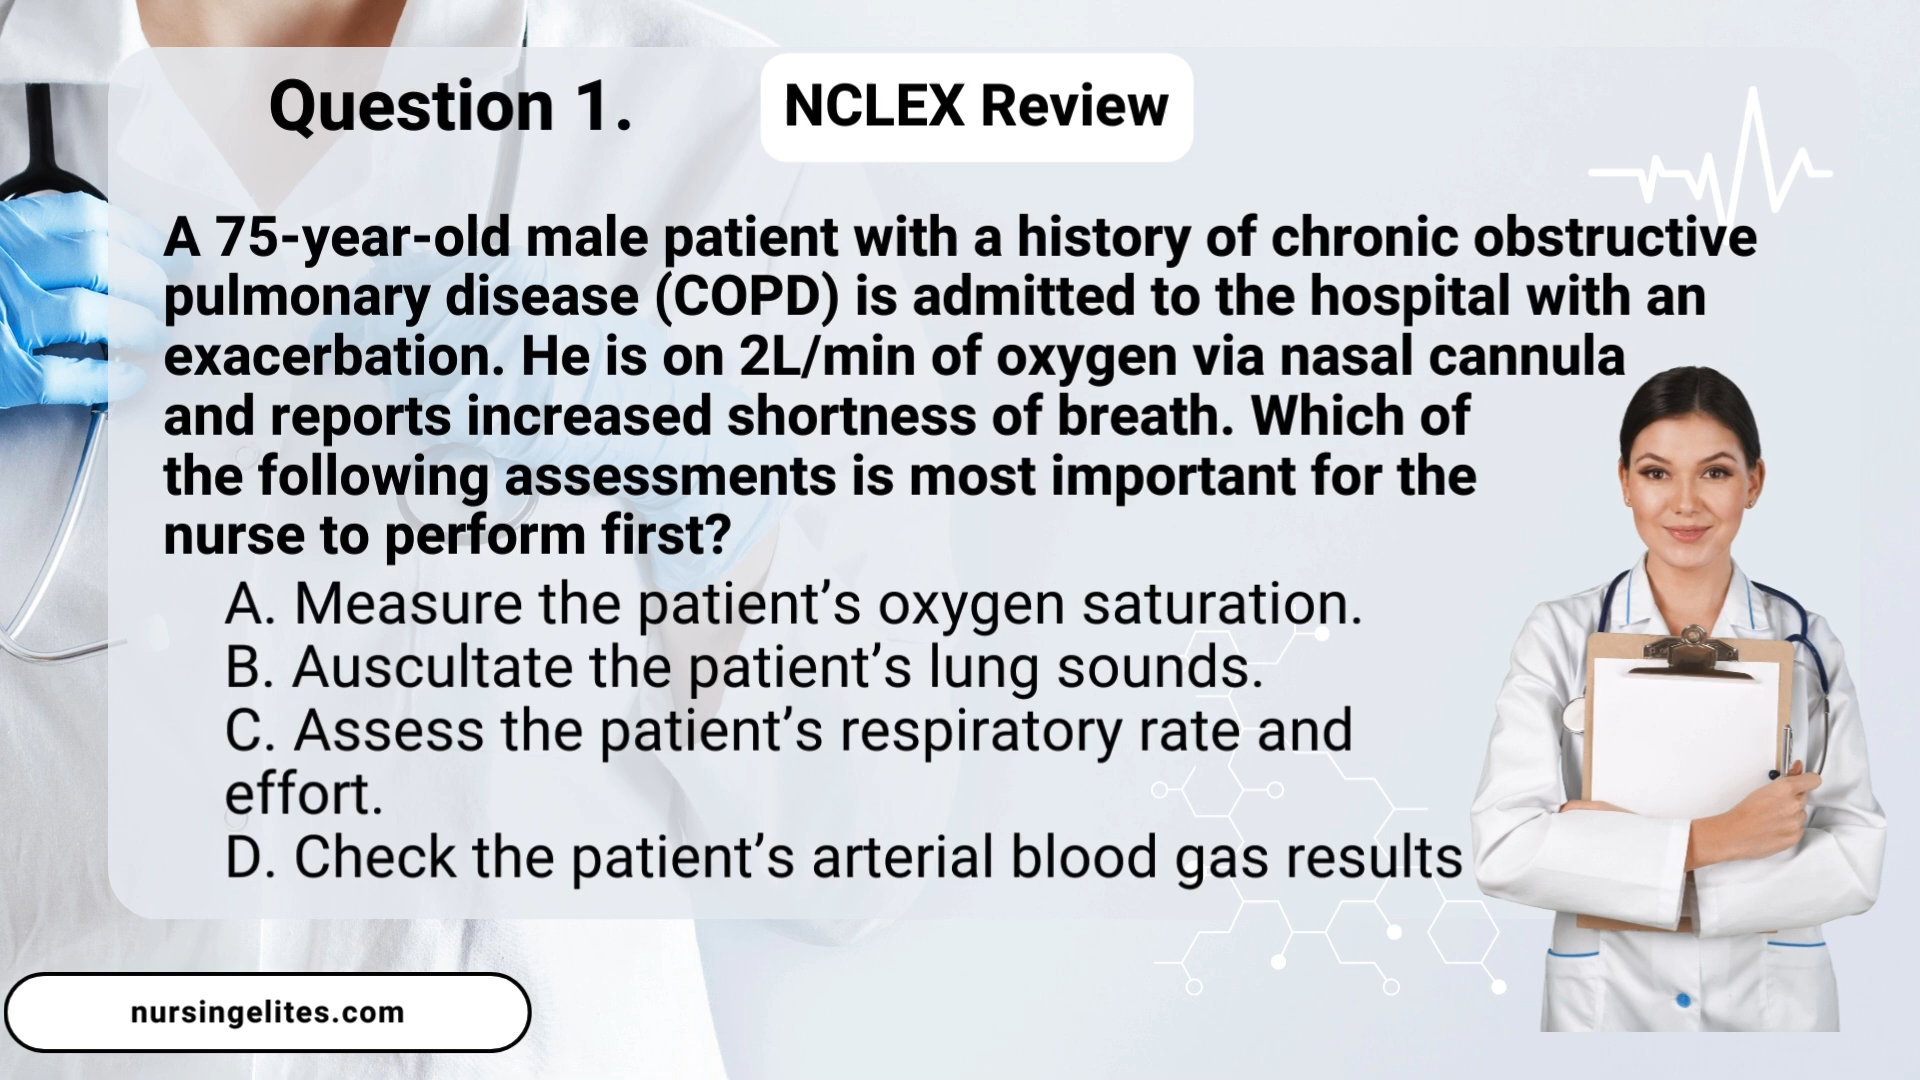 Question 1.
NCLEX Review
A 75-year-old male patient with a history of chronic obstructive
pulmonary disease (COPD) is admitted to the hospital with an
exacerbation. He is on 2L/min of oxygen via nasal cannula
and reports increased shortness of breath. Which of
the following assessments is most important for the
nurse to perform first?
A. Measure the patient’s oxygen saturation.
B. Auscultate the patient’s lung sounds.
C. Assess the patient’s respiratory rate and
effort.
D. Check the patient’s arterial blood gas results
nursingelites.com